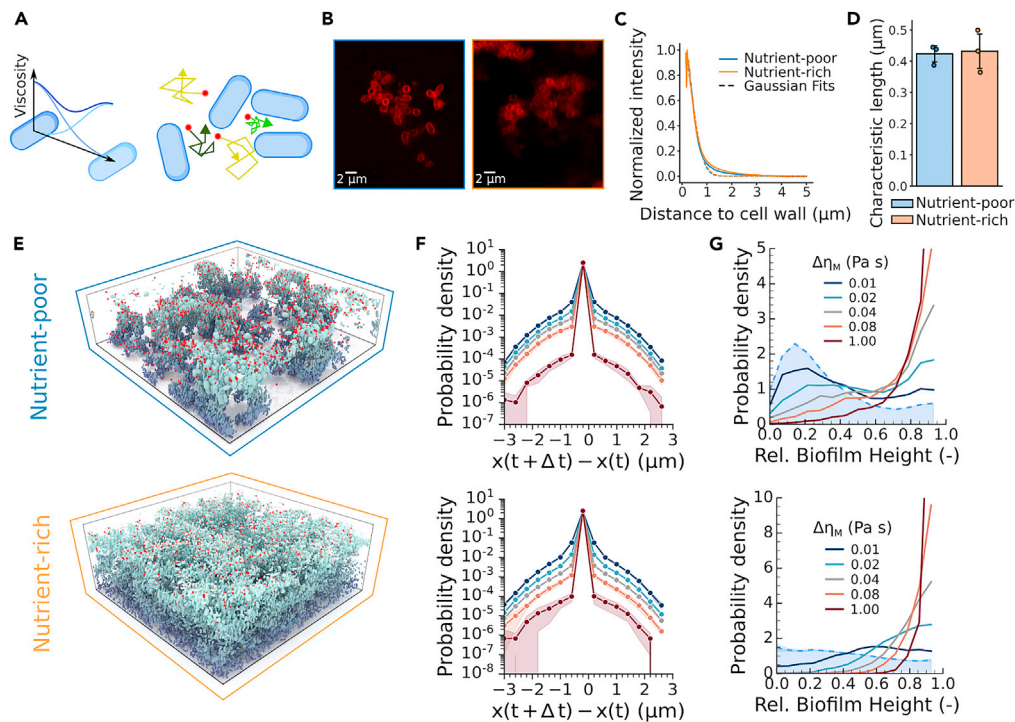 A
Viscosity
B
2 μm
2 μm
C
Normalized intensity
1.0
0.8
0.6
0.4
0.2
0.0
Nutrient-poor
Nutrient-rich
Gaussian Fits
0 1 2 3 4 5
Distance to cell wall (μm)
D
Characteristic length (μm)
0.5
0.4
0.3
0.2
0.1
0.0
Nutrient-poor
Nutrient-rich
E
Nutrient-poor
Nutrient-rich
F
Probability density
10¹
10⁰
10⁻¹
10⁻²
10⁻³
10⁻⁴
10⁻⁵
10⁻⁶
10⁻⁷
−3 −2 −1 0 1 2 3
x(t + Δt) − x(t) (μm)
Probability density
10¹
10⁰
10⁻¹
10⁻²
10⁻³
10⁻⁴
10⁻⁵
10⁻⁶
10⁻⁷
10⁻⁸
−3 −2 −1 0 1 2 3
x(t + Δt) − x(t) (μm)
G
Probability density
5
4
3
2
1
0
Δη_M (Pa s)
0.01
0.02
0.04
0.08
1.00
0.0 0.2 0.4 0.6 0.8 1.0
Rel. Biofilm Height (-)
Probability density
10
8
6
4
2
0
Δη_M (Pa s)
0.01
0.02
0.04
0.08
1.00
0.0 0.2 0.4 0.6 0.8 1.0
Rel. Biofilm Height (-)